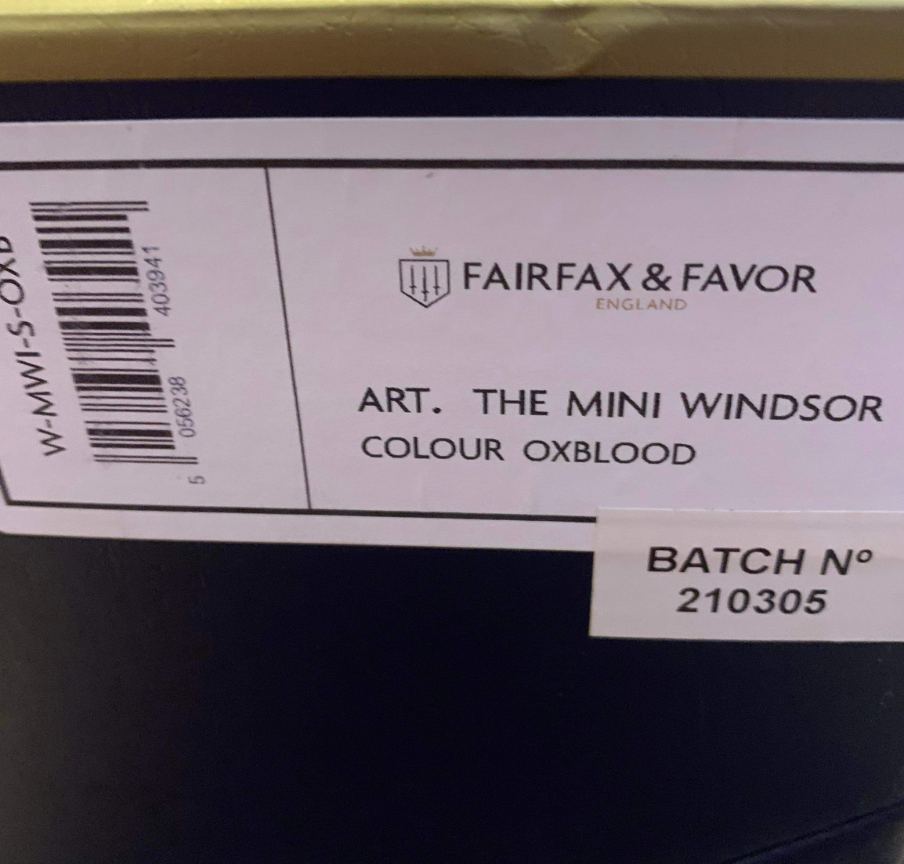 W-MWI-S-OXB
5 056238 403941
FAIRFAX & FAVOR
ENGLAND
ART. THE MINI WINDSOR
COLOUR OXBLOOD
BATCH Nº
210305